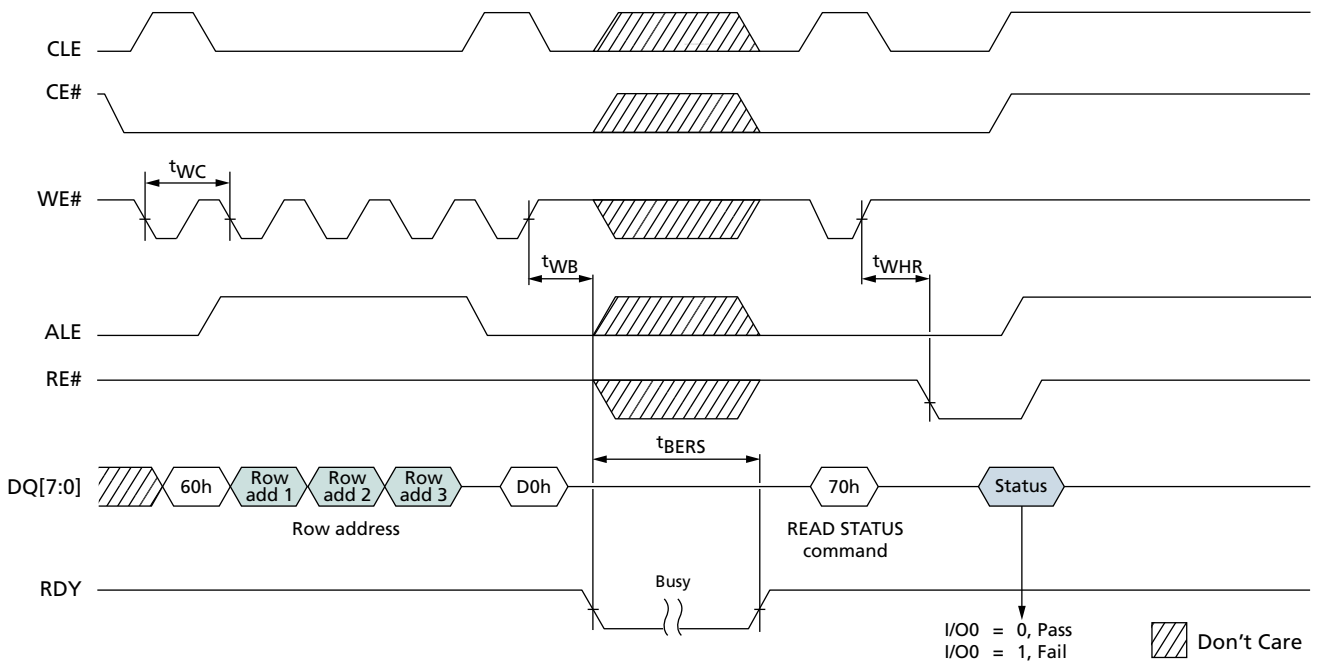 CLE
CE#
tWC
WE#
tWB
tWHR
ALE
RE#
tBERS
DQ[7:0]
60h
Row add 1
Row add 2
Row add 3
D0h
70h
Status
Row address
READ STATUS
command
RDY
Busy
I/O0 = 0, Pass
I/O0 = 1, Fail
Don't Care